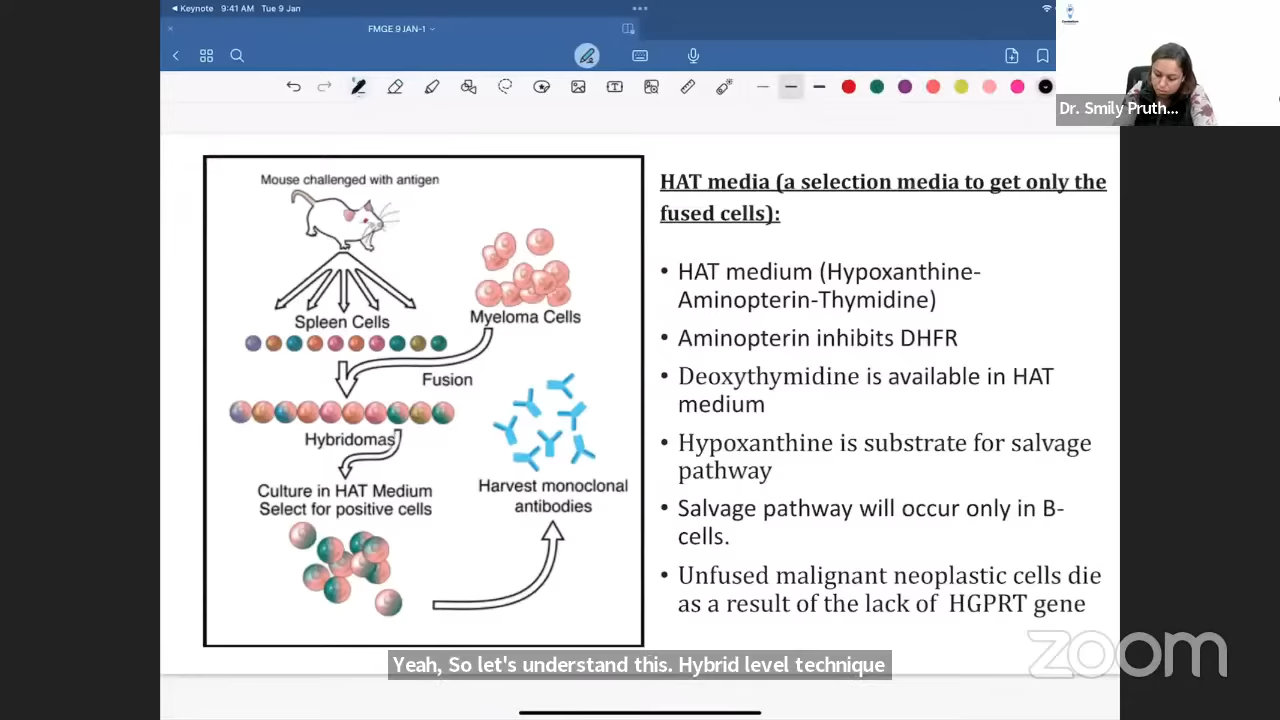 Keynote 9:41 AM Tue 9 Jan
FMGE 9 JAN-1
Dr. Smily Pruth...
Mouse challenged with antigen
Spleen Cells
Myeloma Cells
Fusion
Hybridomas
Culture in HAT Medium
Select for positive cells
Harvest monoclonal
antibodies
HAT media (a selection media to get only the
fused cells):
• HAT medium (Hypoxanthine-
Aminopterin-Thymidine)
• Aminopterin inhibits DHFR
• Deoxythymidine is available in HAT
medium
• Hypoxanthine is substrate for salvage
pathway
• Salvage pathway will occur only in B-
cells.
• Unfused malignant neoplastic cells die
as a result of the lack of HGPRT gene
zoom
Yeah, So let's understand this. Hybrid level technique